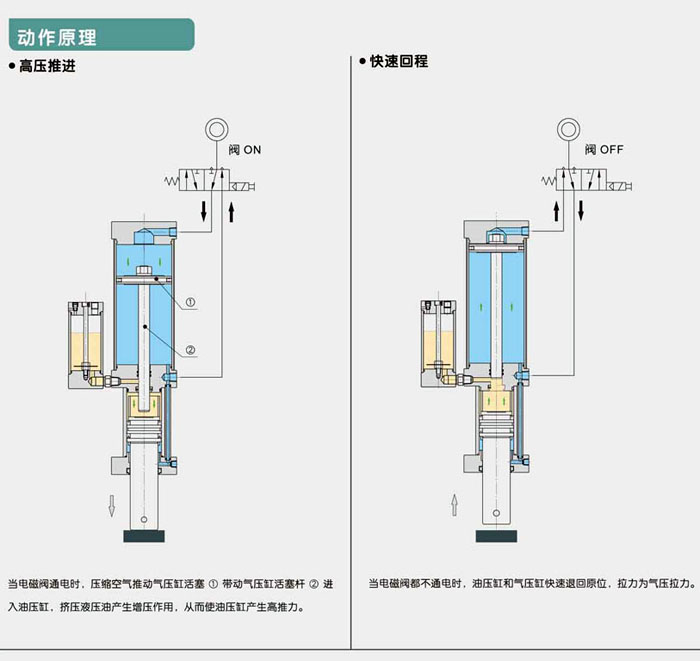 动作原理
● 高压推进
阀 ON
①
②
当电磁阀通电时，压缩空气推动气压缸活塞 ① 带动气压缸活塞杆 ② 进
入油压缸，挤压液压油产生增压作用，从而使油压缸产生高推力。
● 快速回程
阀 OFF
当电磁阀都不通电时，油压缸和气压缸快速退回原位，拉力为气压拉力。